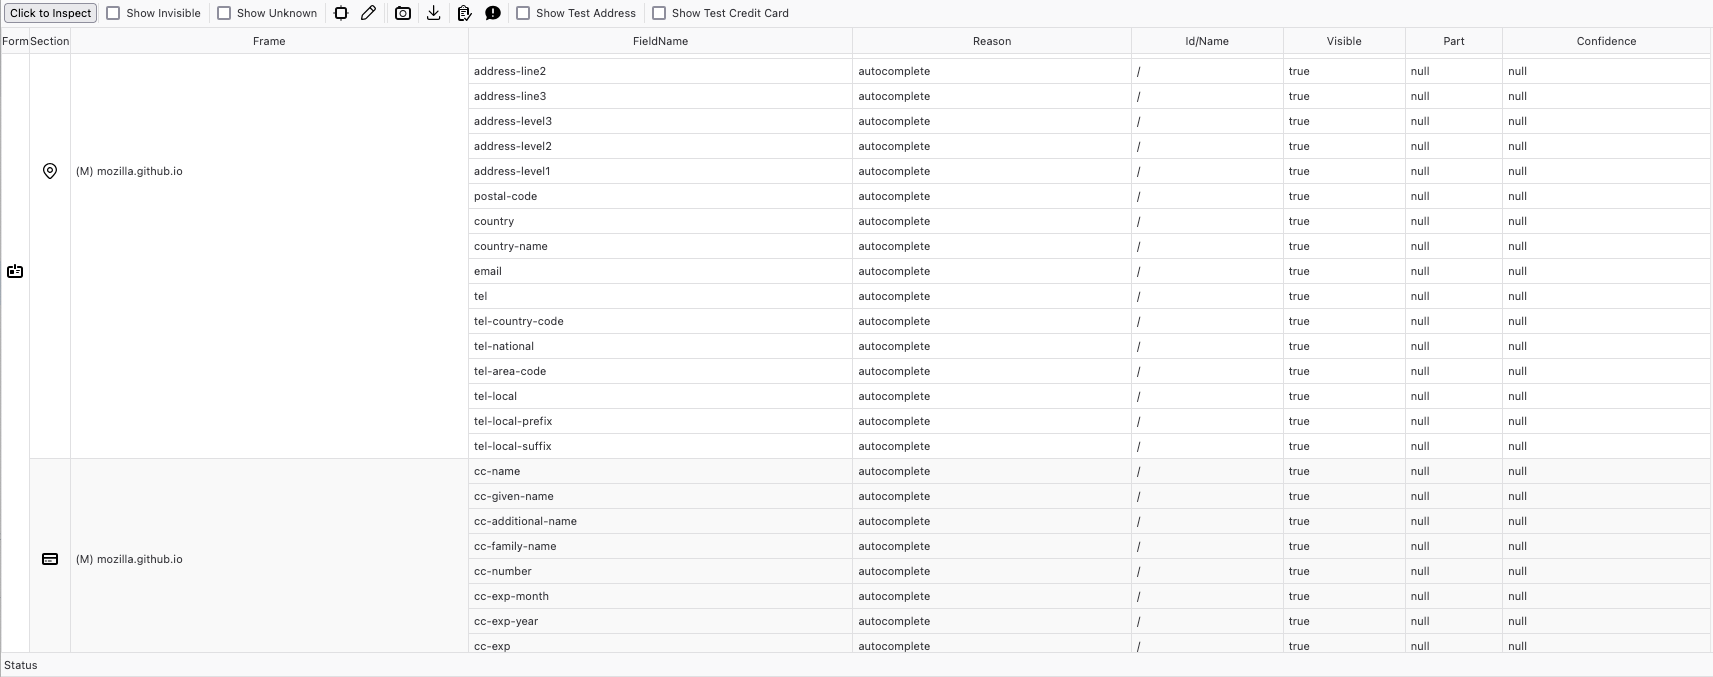 Click to Inspect Show Invisible Show Unknown Show Test Address Show Test Credit Card
Form Section Frame FieldName Reason Id/Name Visible Part Confidence
address-line2 autocomplete / true null null
address-line3 autocomplete / true null null
address-level3 autocomplete / true null null
address-level2 autocomplete / true null null
(M) mozilla.github.io address-level1 autocomplete / true null null
postal-code autocomplete / true null null
country autocomplete / true null null
country-name autocomplete / true null null
email autocomplete / true null null
tel autocomplete / true null null
tel-country-code autocomplete / true null null
tel-national autocomplete / true null null
tel-area-code autocomplete / true null null
tel-local autocomplete / true null null
tel-local-prefix autocomplete / true null null
tel-local-suffix autocomplete / true null null
cc-name autocomplete / true null null
cc-given-name autocomplete / true null null
cc-additional-name autocomplete / true null null
cc-family-name autocomplete / true null null
(M) mozilla.github.io
cc-number autocomplete / true null null
cc-exp-month autocomplete / true null null
cc-exp-year autocomplete / true null null
cc-exp autocomplete / true null null
Status